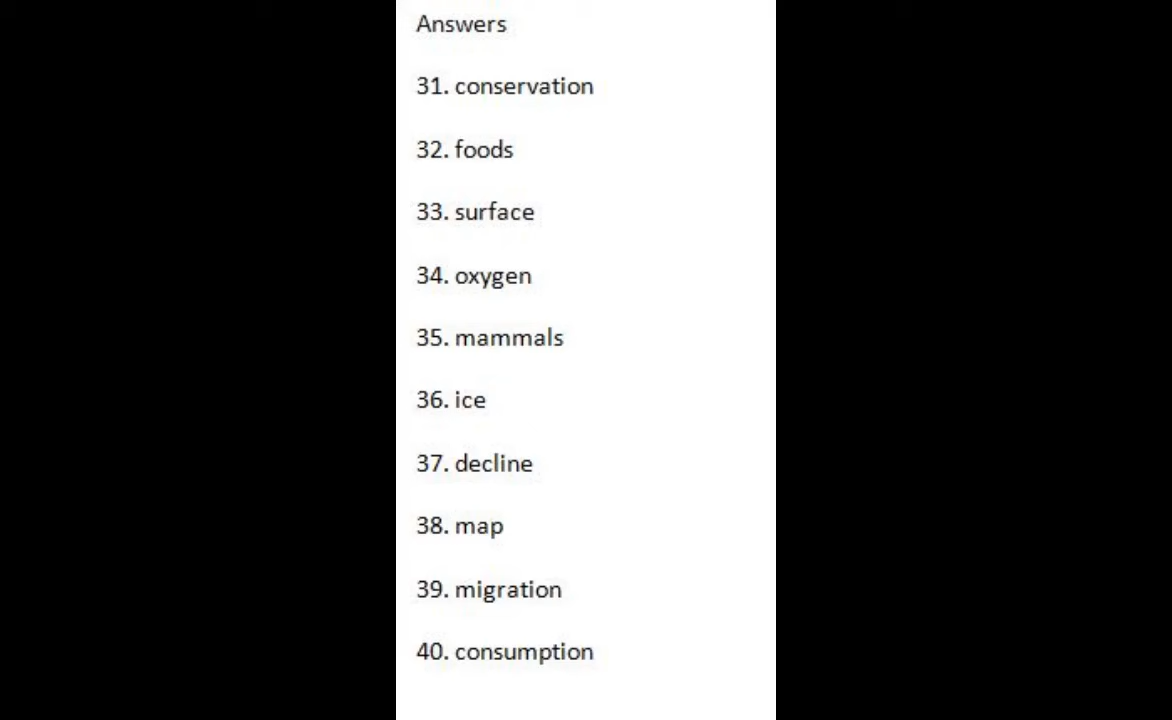 Answers
31. conservation
32. foods
33. surface
34. oxygen
35. mammals
36. ice
37. decline
38. map
39. migration
40. consumption